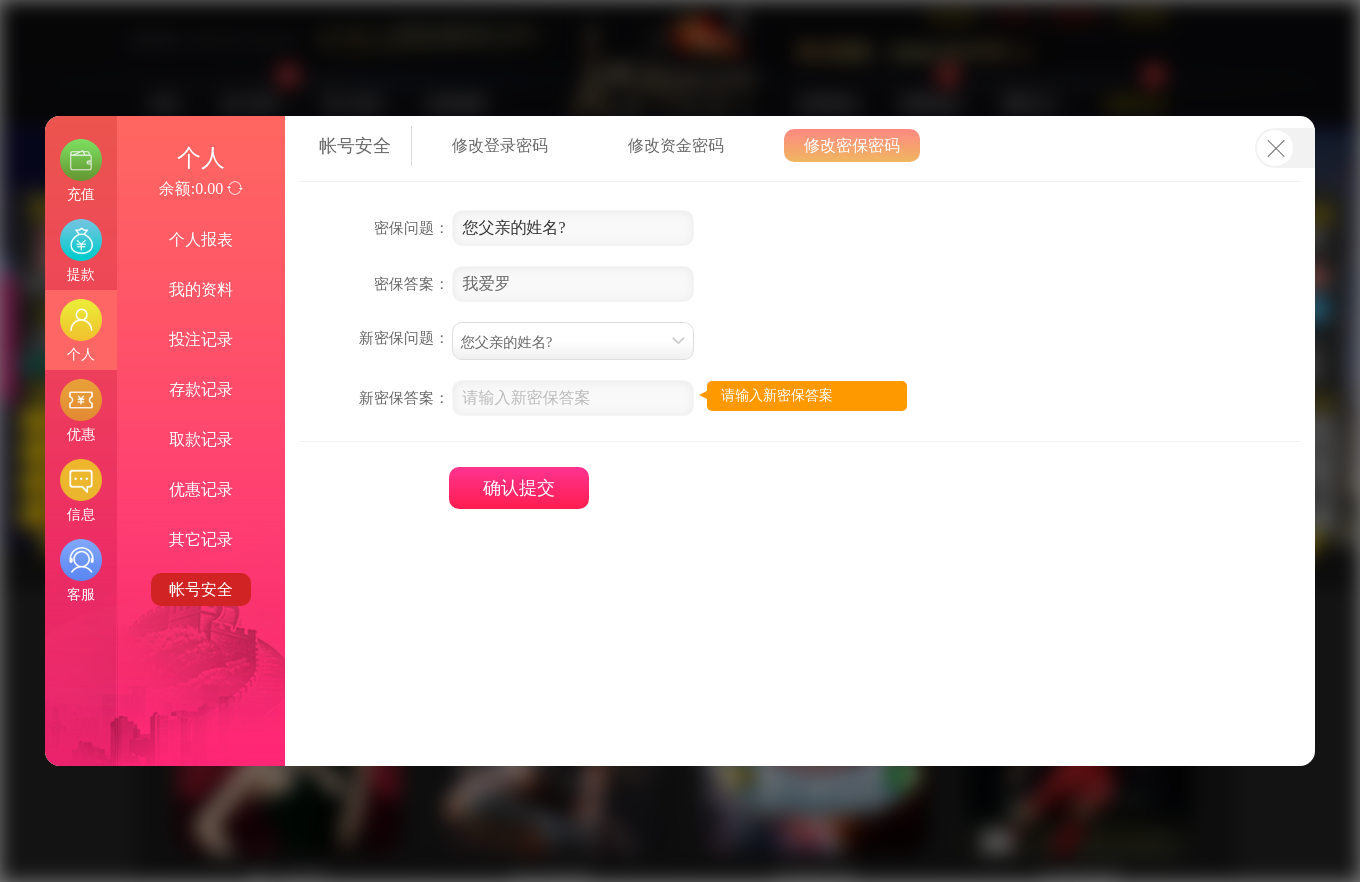 充值
提款
个人
优惠
信息
客服
个人
余额:0.00
个人报表
我的资料
投注记录
存款记录
取款记录
优惠记录
其它记录
帐号安全
帐号安全 修改登录密码 修改资金密码 修改密保密码
密保问题： 您父亲的姓名?
密保答案： 我爱罗
新密保问题： 您父亲的姓名?
新密保答案： 请输入新密保答案 请输入新密保答案
确认提交